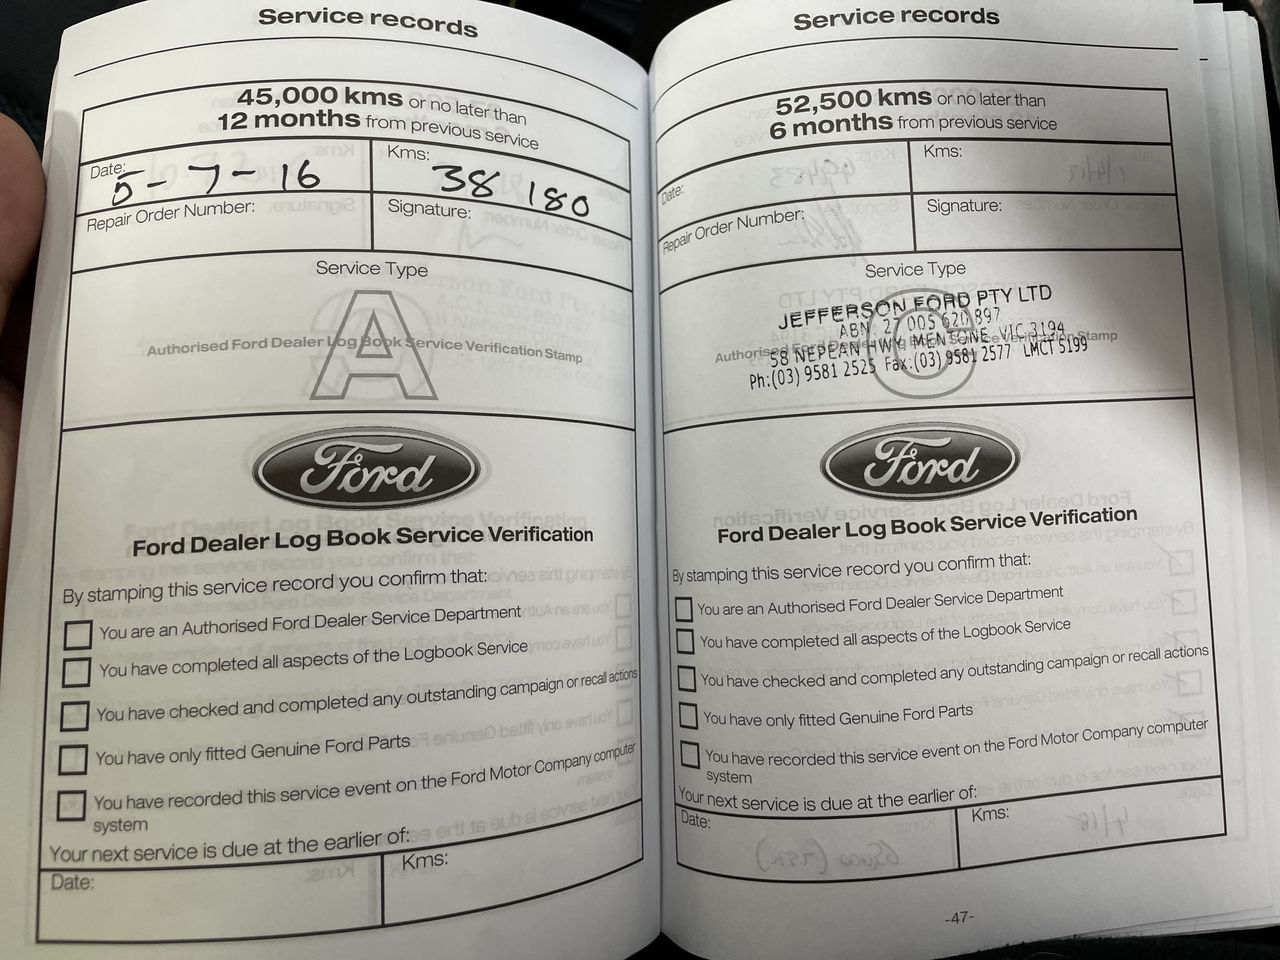 Service records
45,000 kms or no later than
12 months from previous service
Date: Kms:
5-7-16 38 180
Repair Order Number: Signature:
Service Type
A
Authorised Ford Dealer Log Book Service Verification Stamp
Ford
Ford Dealer Log Book Service Verification
By stamping this service record you confirm that:
You are an Authorised Ford Dealer Service Department
You have completed all aspects of the Logbook Service
You have checked and completed any outstanding campaign or recall actions
You have only fitted Genuine Ford Parts
You have recorded this service event on the Ford Motor Company computer
system
Your next service is due at the earlier of:
Date: Kms:
Service records
52,500 kms or no later than
6 months from previous service
Date: Kms:
Repair Order Number: Signature:
Service Type
C
JEFFERSON FORD PTY LTD
ABN. 27 005 620 897
Authorised Ford Dealer Log Book Service Verification Stamp
58 NEPEAN HWY MENTONE VIC 3194
Ph:(03) 9581 2525 Fax:(03) 9581 2577 LMCT 5199
Ford
Ford Dealer Log Book Service Verification
By stamping this service record you confirm that:
You are an Authorised Ford Dealer Service Department
You have completed all aspects of the Logbook Service
You have checked and completed any outstanding campaign or recall actions
You have only fitted Genuine Ford Parts
You have recorded this service event on the Ford Motor Company computer
system
Your next service is due at the earlier of:
Date: Kms:
-47-